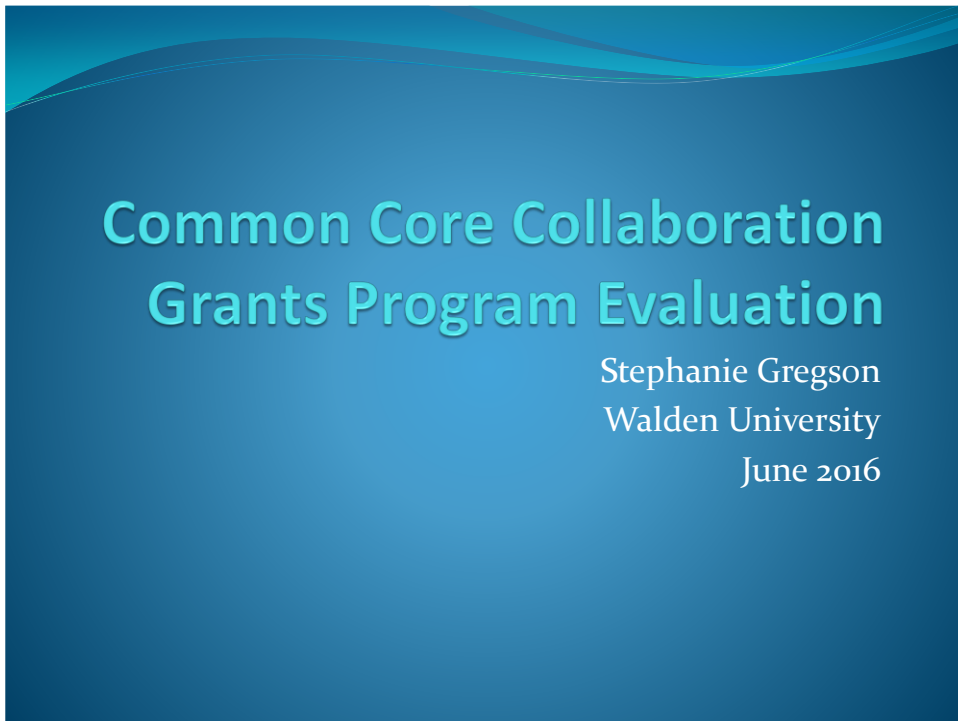 Common Core Collaboration
Grants Program Evaluation
Stephanie Gregson
Walden University
June 2016